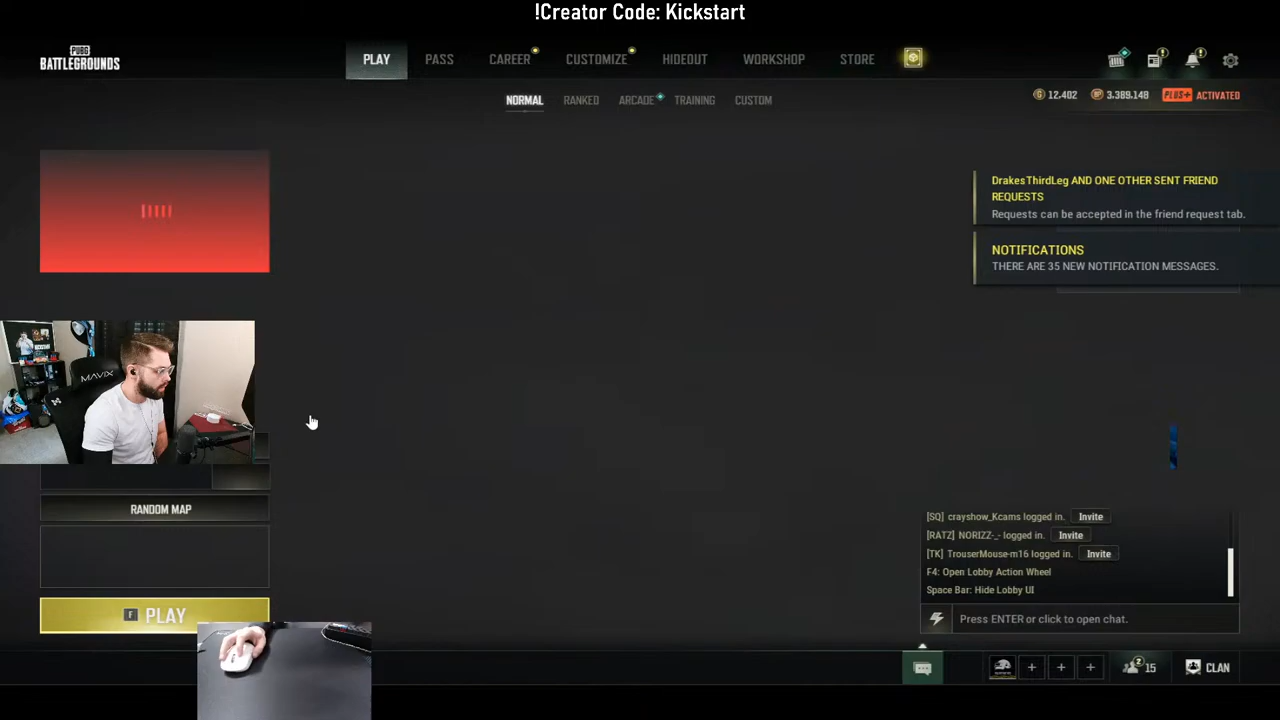 !Creator Code: Kickstart
PUBG
BATTLEGROUNDS
PLAY
PASS
CAREER
CUSTOMIZE
HIDEOUT
WORKSHOP
STORE
NORMAL
RANKED
ARCADE
TRAINING
CUSTOM
G 12,402
BP 3,389,148
PLUS+ ACTIVATED
DrakesThirdLeg AND ONE OTHER SENT FRIEND
REQUESTS
Requests can be accepted in the friend request tab.
NOTIFICATIONS
THERE ARE 35 NEW NOTIFICATION MESSAGES.
MAVIX
RANDOM MAP
F PLAY
[SQ] crayshow_Kcams logged in. Invite
[RATZ] NORIZZ-_- logged in. Invite
[TK] TrouserMouse-m16 logged in. Invite
F4: Open Lobby Action Wheel
Space Bar: Hide Lobby UI
Press ENTER or click to open chat.
2 15
CLAN